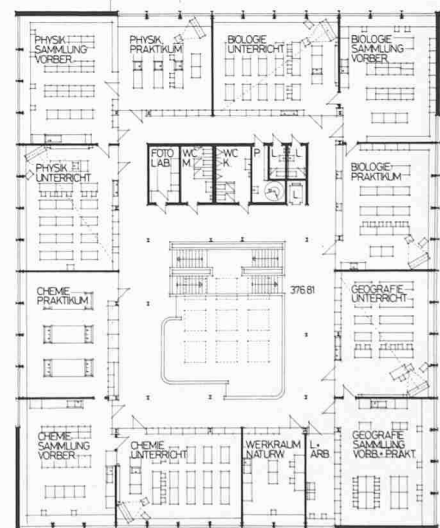 PHYSIK
SAMMLUNG
VORBER
PHYSIK
PRAKTIKUM
BIOLOGIE
UNTERRICHT
BIOLOGIE
SAMMLUNG
VORBER
FOTO
LAB.
WC
M.
WC
K.
P
L
L
L
PHYSIK
UNTERRICHT
BIOLOGIE-
PRAKTIKUM
CHEMIE
PRAKTIKUM
376.81
GEOGRAFIE
UNTERRICHT
CHEMIE
SAMMLUNG
VORBER
CHEMIE
UNTERRICHT
WERKRAUM
NATURW
L+
ARB.
GEOGRAFIE
SAMMLUNG
VORB.+PRAKT.